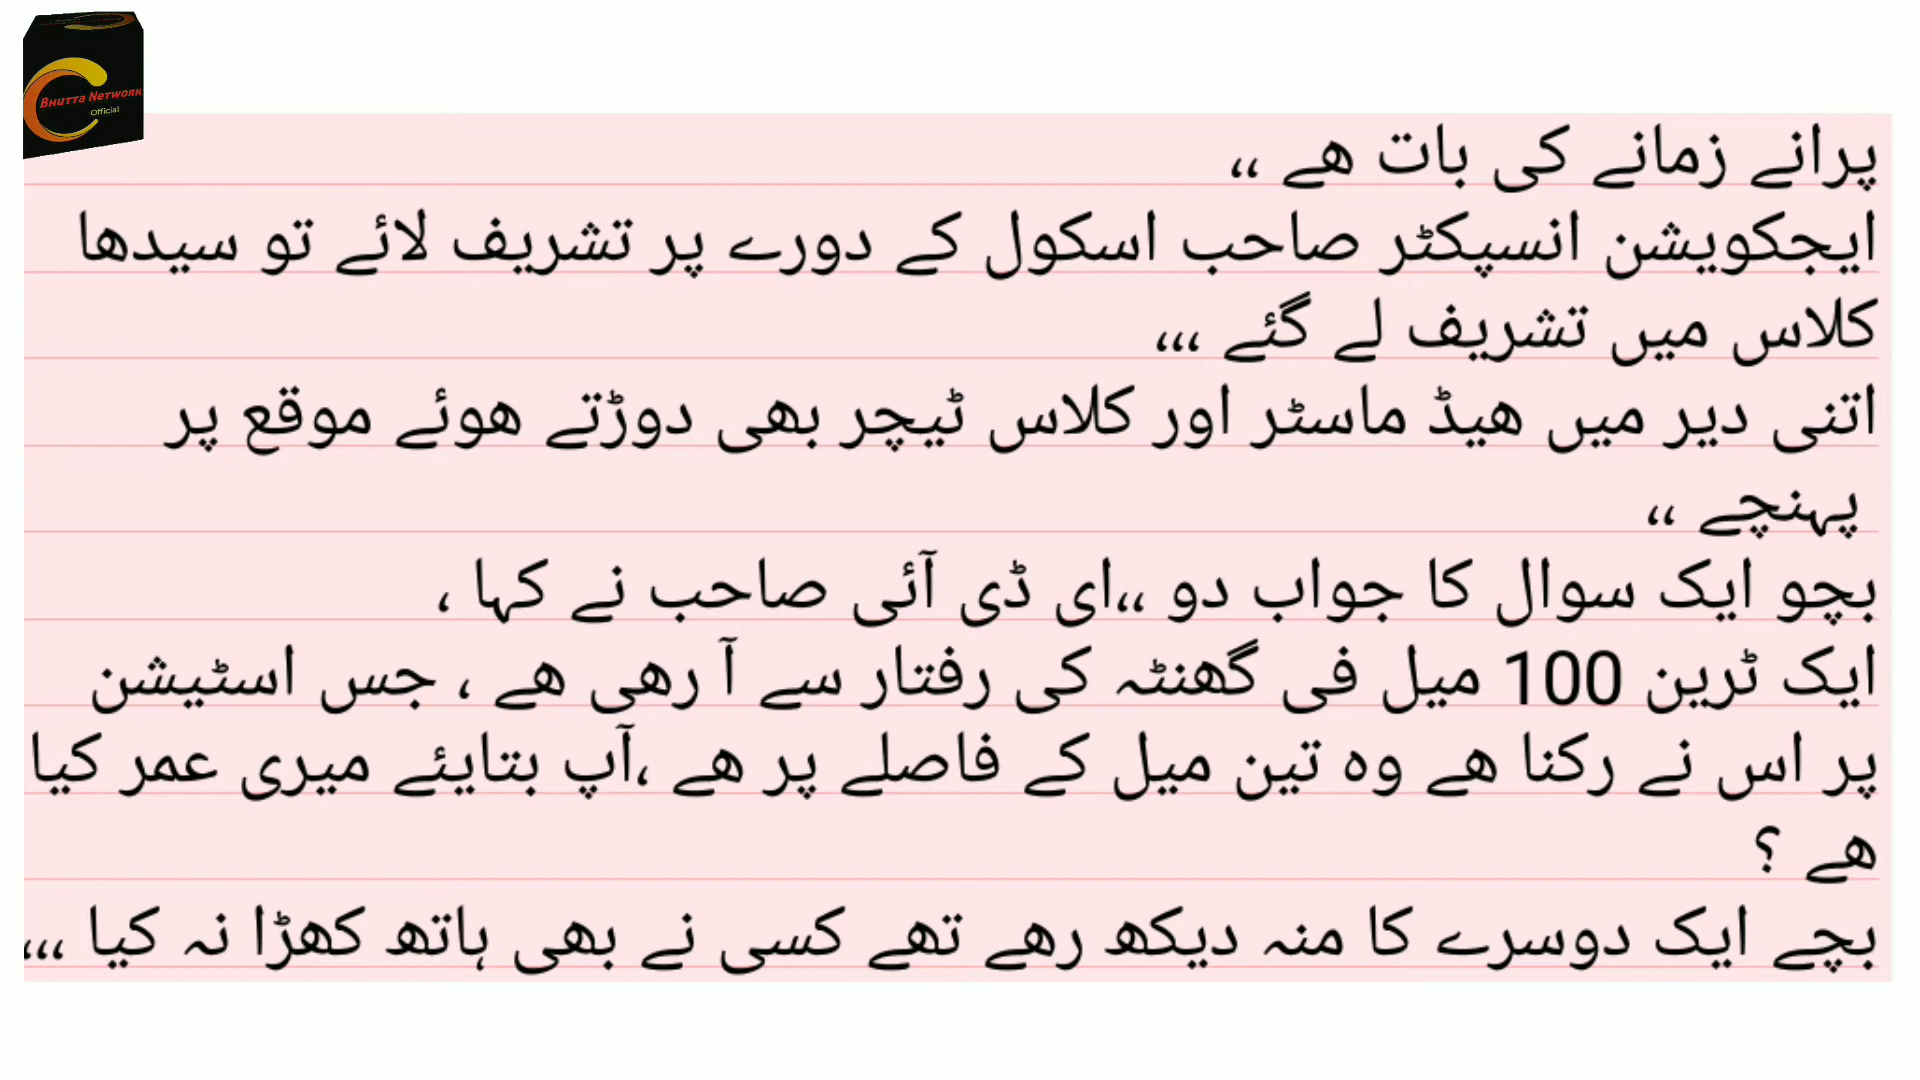 Bhutta Network
Official
پرانے زمانے کی بات ھے ،،
ایجکویشن انسپکٹر صاحب اسکول کے دورے پر تشریف لائے تو سیدھا
کلاس میں تشریف لے گئے ،،،
اتنی دیر میں ھیڈ ماسٹر اور کلاس ٹیچر بھی دوڑتے ھوئے موقع پر
پہنچے ،،
بچو ایک سوال کا جواب دو ،،ای ڈی آئی صاحب نے کہا ،
ایک ٹرین 100 میل فی گھنٹہ کی رفتار سے آ رھی ھے ، جس اسٹیشن
پر اس نے رکنا ھے وہ تین میل کے فاصلے پر ھے ،آپ بتایئے میری عمر کیا
ھے ؟
بچے ایک دوسرے کا منہ دیکھ رھے تھے کسی نے بھی ہاتھ کھڑا نہ کیا ،،،